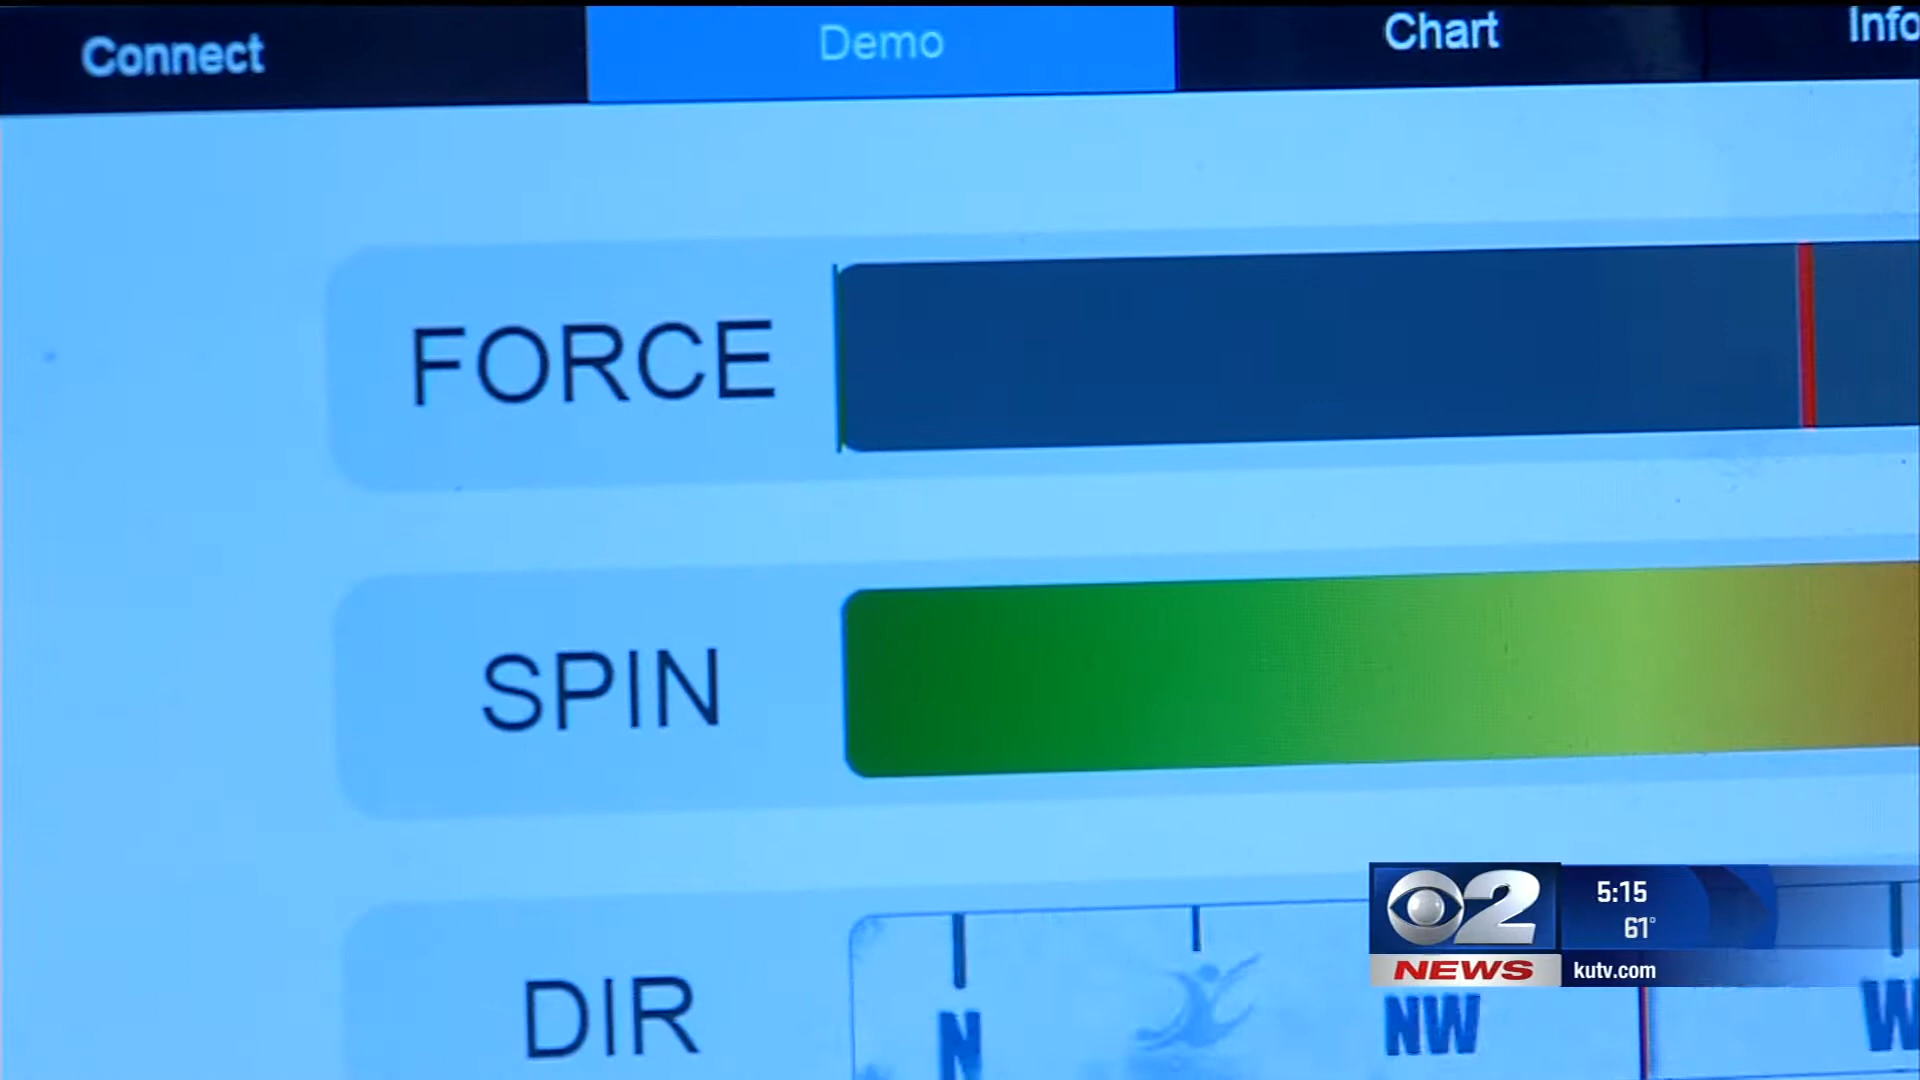 Connect
Demo
Chart
Info
FORCE
SPIN
DIR
N
NW
W
2
NEWS
5:15
61°
kutv.com